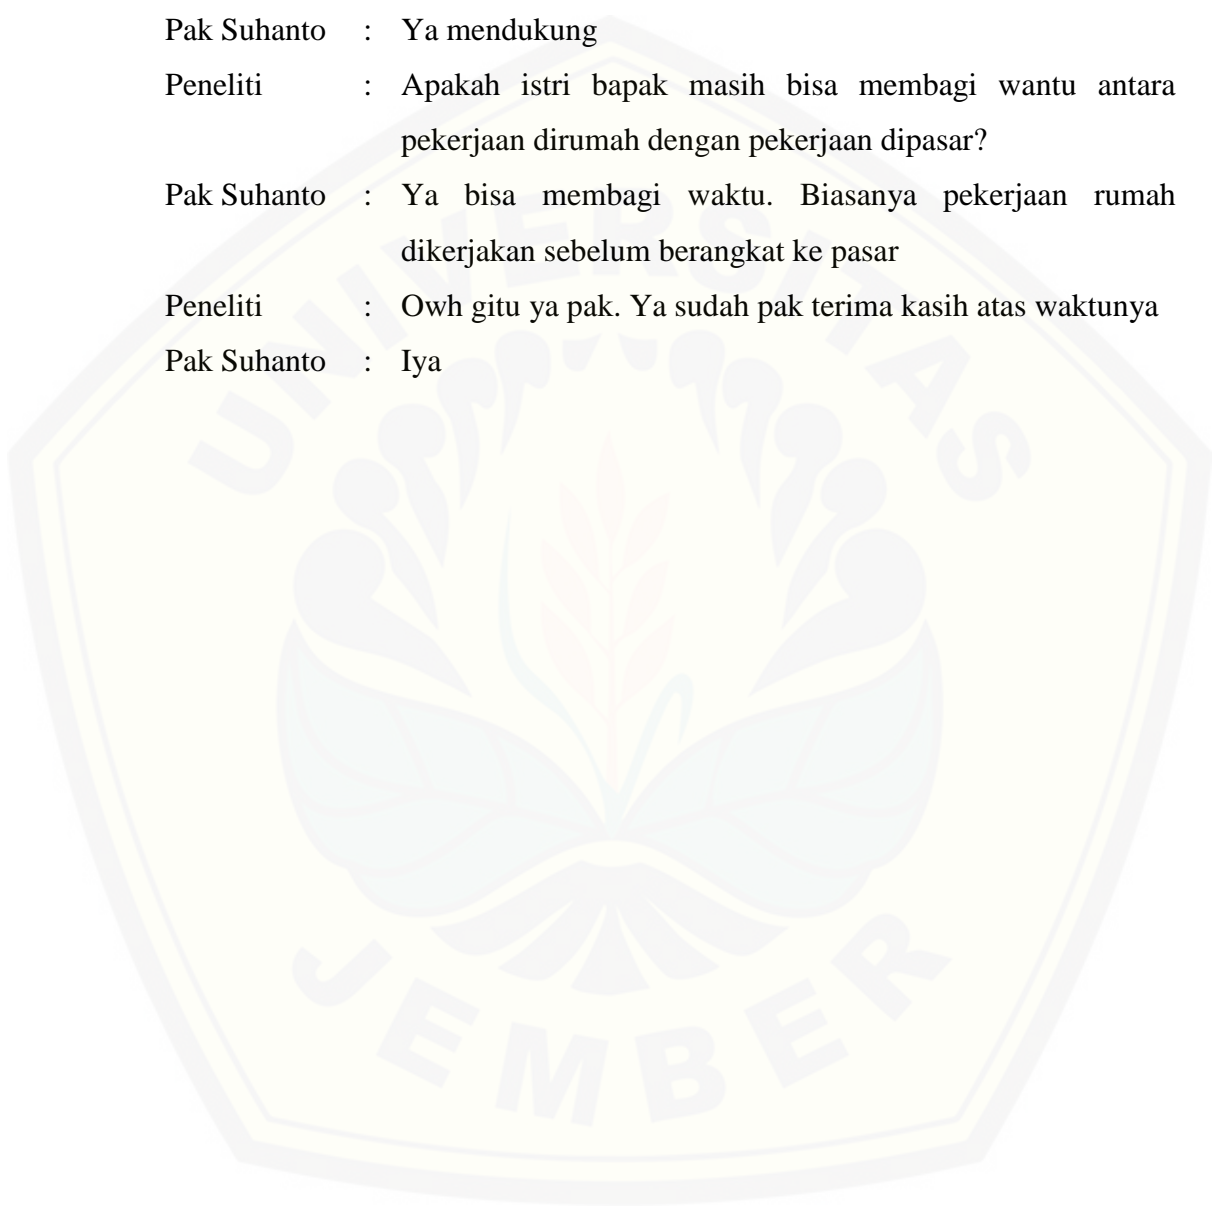 Pak Suhanto : Ya mendukung
Peneliti : Apakah istri bapak masih bisa membagi wantu antara
pekerjaan dirumah dengan pekerjaan dipasar?
Pak Suhanto : Ya bisa membagi waktu. Biasanya pekerjaan rumah
dikerjakan sebelum berangkat ke pasar
Peneliti : Owh gitu ya pak. Ya sudah pak terima kasih atas waktunya
Pak Suhanto : Iya
UNIVERSITAS
JEMBER